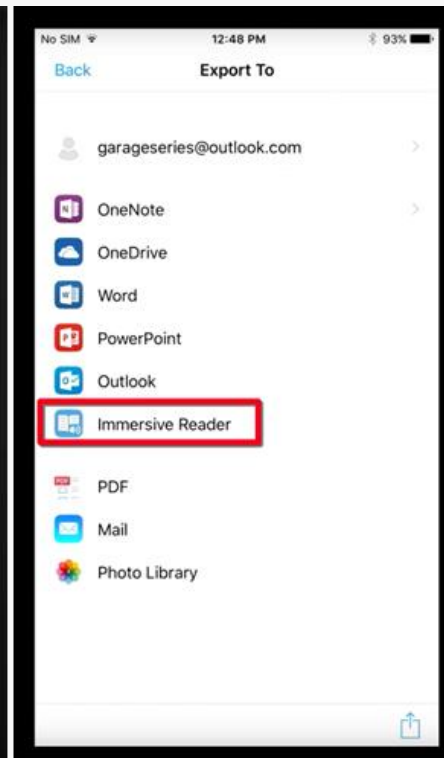 No SIM 12:48 PM 93%
Back Export To
garageseries@outlook.com
OneNote
OneDrive
Word
PowerPoint
Outlook
Immersive Reader
PDF PDF
Mail
Photo Library